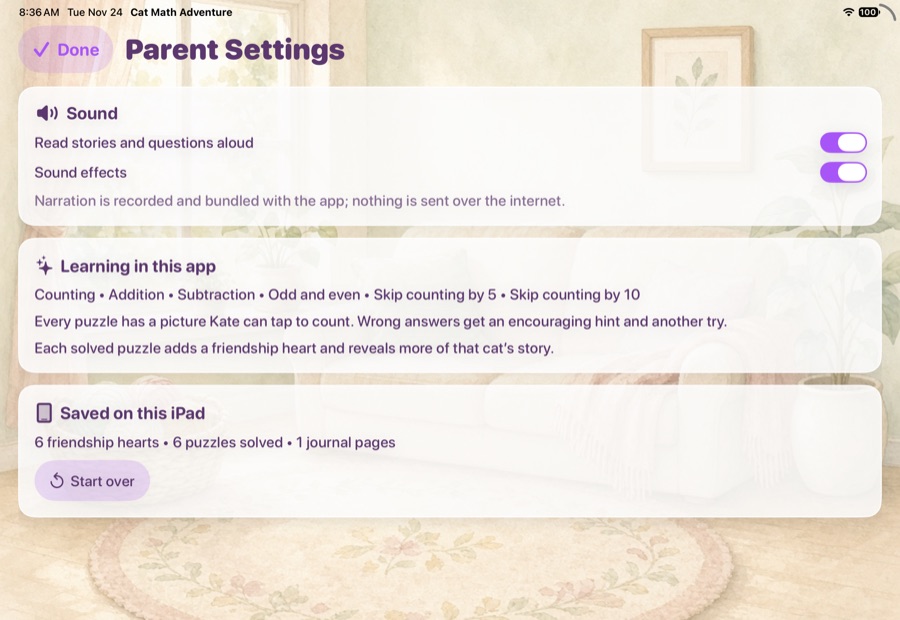 8:36 AM Tue Nov 24 Cat Math Adventure 100
Done Parent Settings
Sound
Read stories and questions aloud
Sound effects
Narration is recorded and bundled with the app; nothing is sent over the internet.
Learning in this app
Counting • Addition • Subtraction • Odd and even • Skip counting by 5 • Skip counting by 10
Every puzzle has a picture Kate can tap to count. Wrong answers get an encouraging hint and another try.
Each solved puzzle adds a friendship heart and reveals more of that cat’s story.
Saved on this iPad
6 friendship hearts • 6 puzzles solved • 1 journal pages
Start over